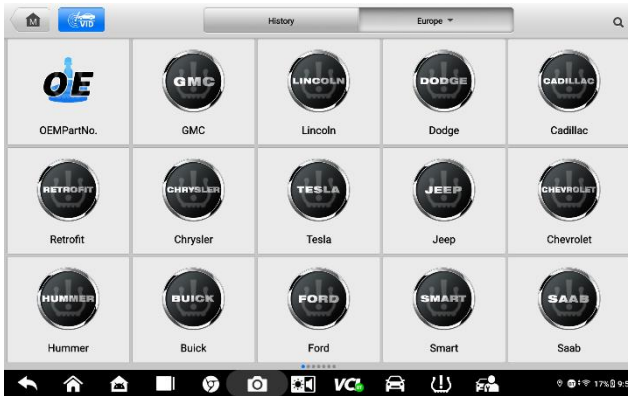 M VID History Europe
OE GMC LINCOLN DODGE CADILLAC
OEMPartNo. GMC Lincoln Dodge Cadillac
RETROFIT CHRYSLER TESLA JEEP CHEVROLET
Retrofit Chrysler Tesla Jeep Chevrolet
HUMMER BUICK FORD SMART SAAB
Hummer Buick Ford Smart Saab
VCI 17%